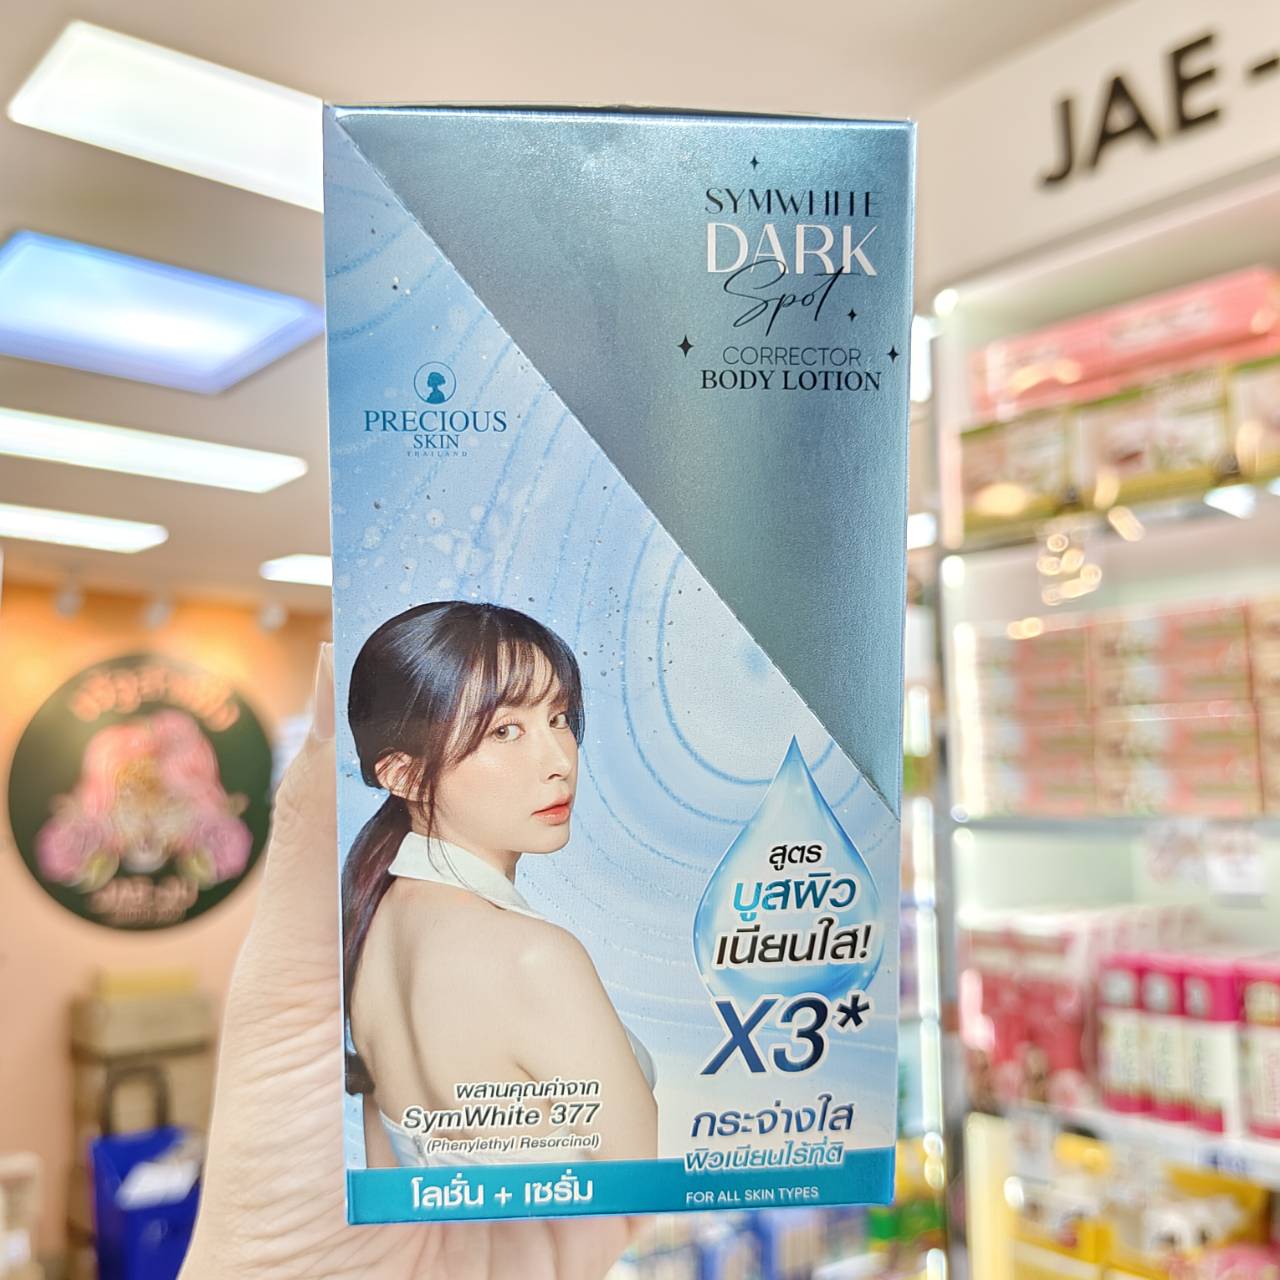 JAE-
SYMWHITE
DARK
Spot
CORRECTOR
BODY LOTION
PRECIOUS
SKIN
THAILAND
สูตร
บูสผิว
เนียนใส!
X3*
กระจ่างใส
ผิวเนียนไร้ที่ติ
FOR ALL SKIN TYPES
ผสานคุณค่าจาก
SymWhite 377
(Phenylethyl Resorcinol)
โลชั่น + เซรั่ม